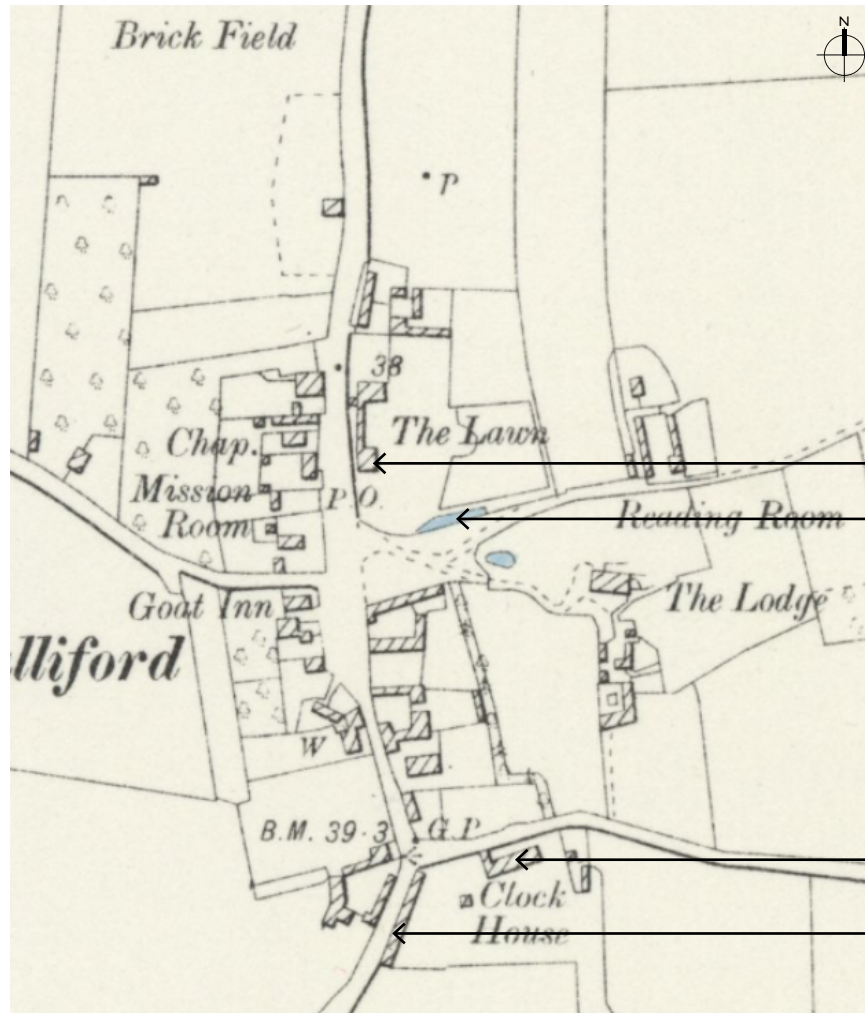 N
Brick Field
P
38
The Lawn
Chap.
Mission
Room
P.O.
Reading Room
Goat Inn
The Lodge
lliford
W
B.M. 39·3
G.P
Clock
House